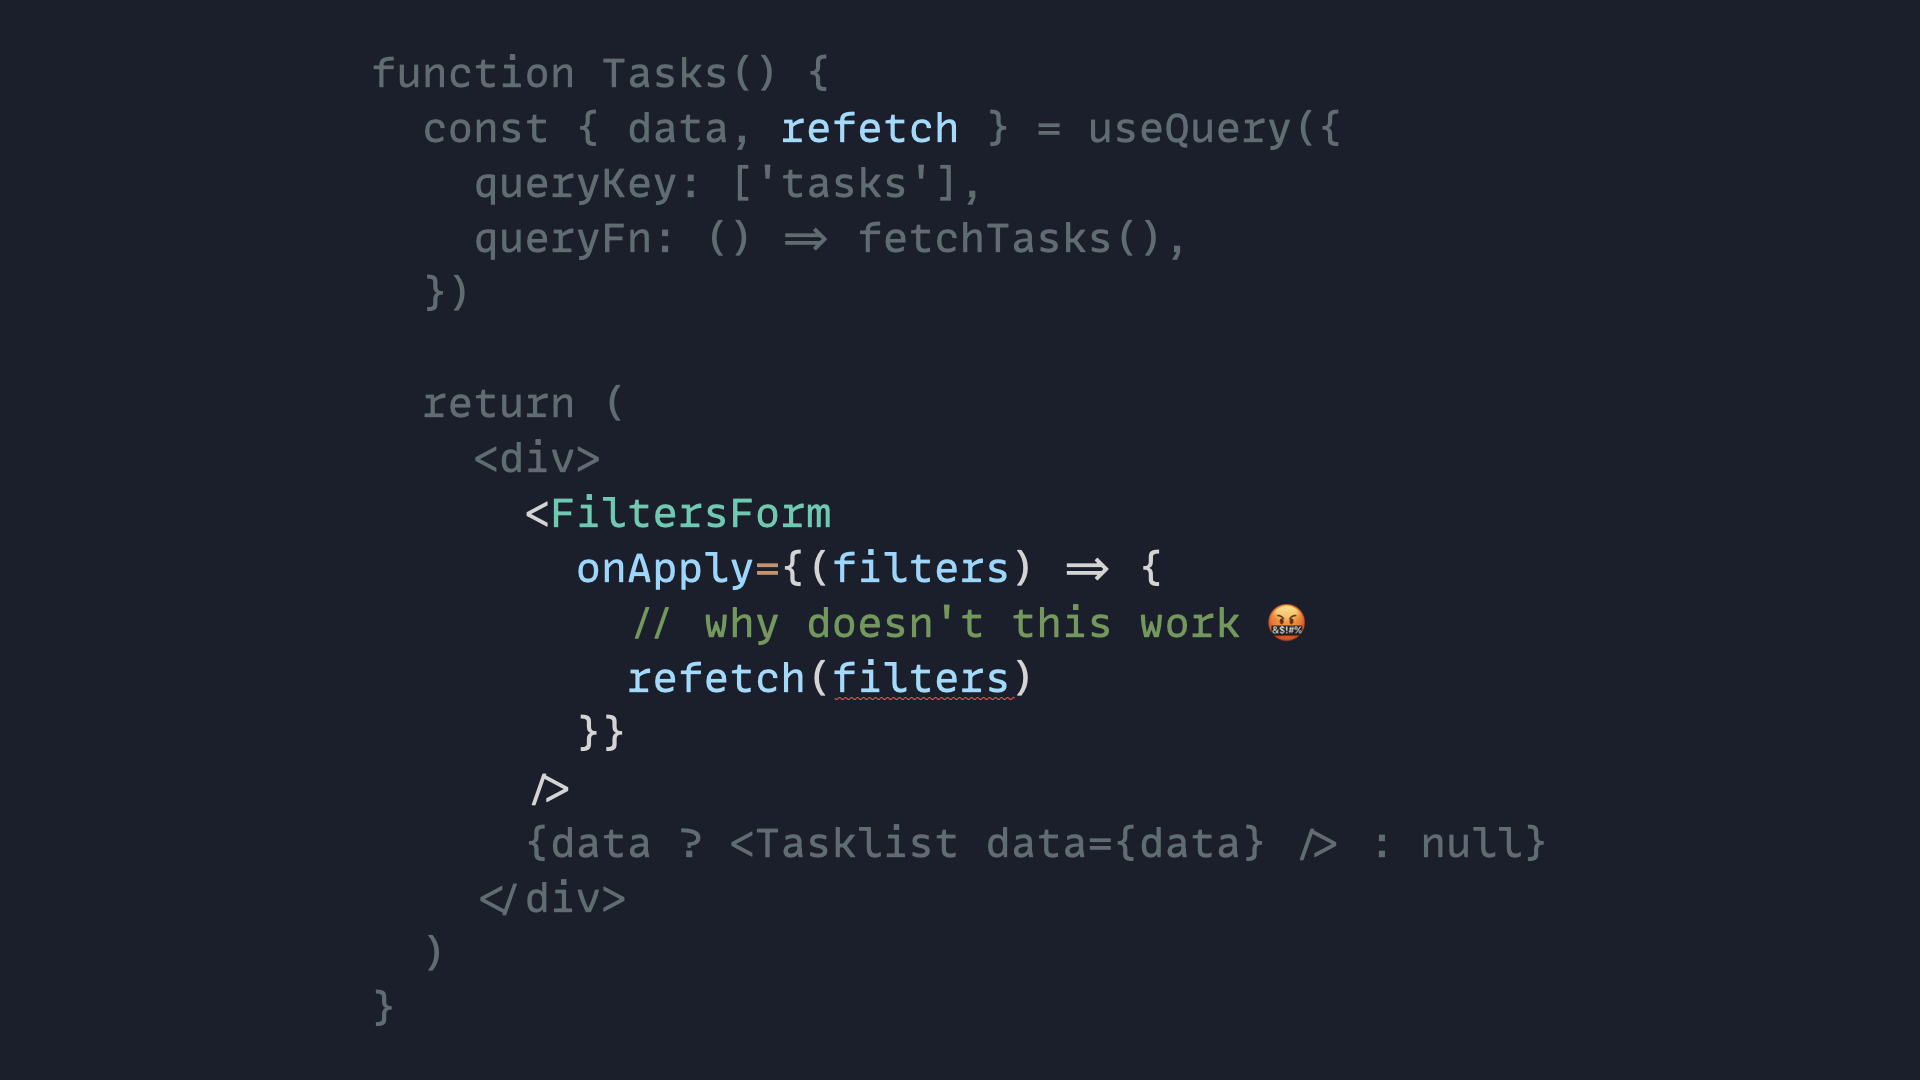 function Tasks() {
  const { data, refetch } = useQuery({
    queryKey: ['tasks'],
    queryFn: () => fetchTasks(),
  })

  return (
    <div>
      <FiltersForm
        onApply={(filters) => {
          // why doesn't this work 🤬
          refetch(filters)
        }}
      />
      {data ? <Tasklist data={data} /> : null}
    </div>
  )
}